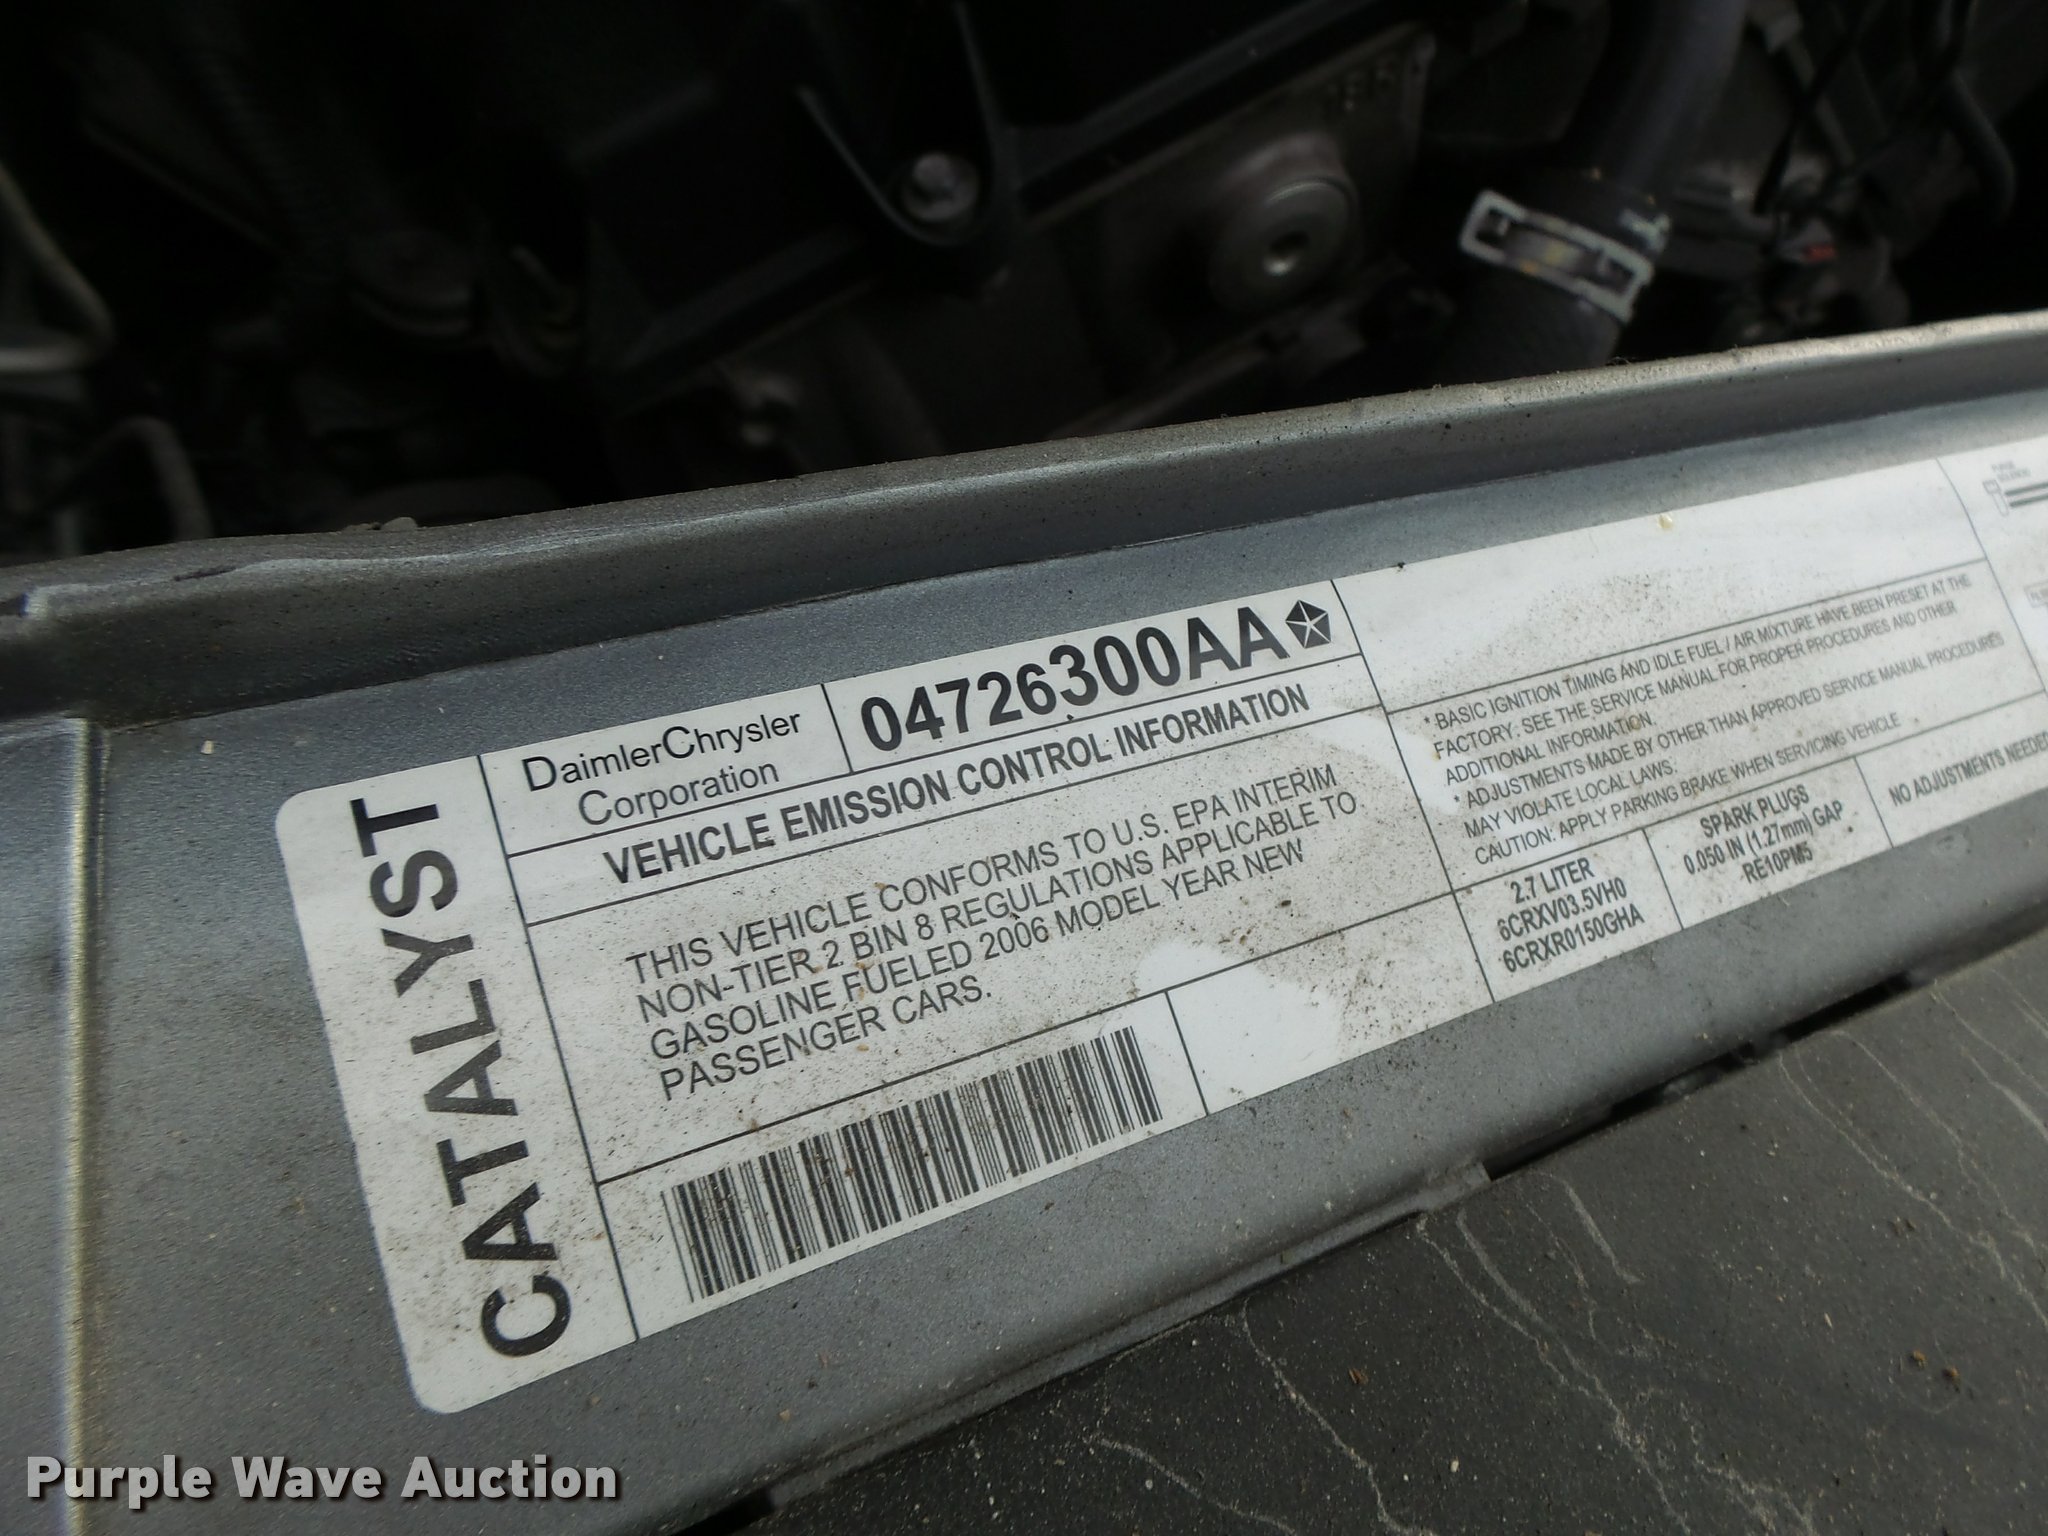 CATALYST
DaimlerChrysler
Corporation
04726300AA
VEHICLE EMISSION CONTROL INFORMATION
THIS VEHICLE CONFORMS TO U.S. EPA INTERIM
NON-TIER 2 BIN 8 REGULATIONS APPLICABLE TO
GASOLINE FUELED 2006 MODEL YEAR NEW
PASSENGER CARS.
* BASIC IGNITION TIMING AND IDLE FUEL / AIR MIXTURE HAVE BEEN PRESET AT THE
FACTORY. SEE THE SERVICE MANUAL FOR PROPER PROCEDURES AND OTHER
ADDITIONAL INFORMATION.
* ADJUSTMENTS MADE BY OTHER THAN APPROVED SERVICE MANUAL PROCEDURES
MAY VIOLATE LOCAL LAWS.
CAUTION: APPLY PARKING BRAKE WHEN SERVICING VEHICLE
2.7 LITER
6CRXV03.5VH0
6CRXR0150GHA
SPARK PLUGS
0.050 IN (1.27mm) GAP
RE10PM5
NO ADJUSTMENTS NEEDED
Purple Wave Auction